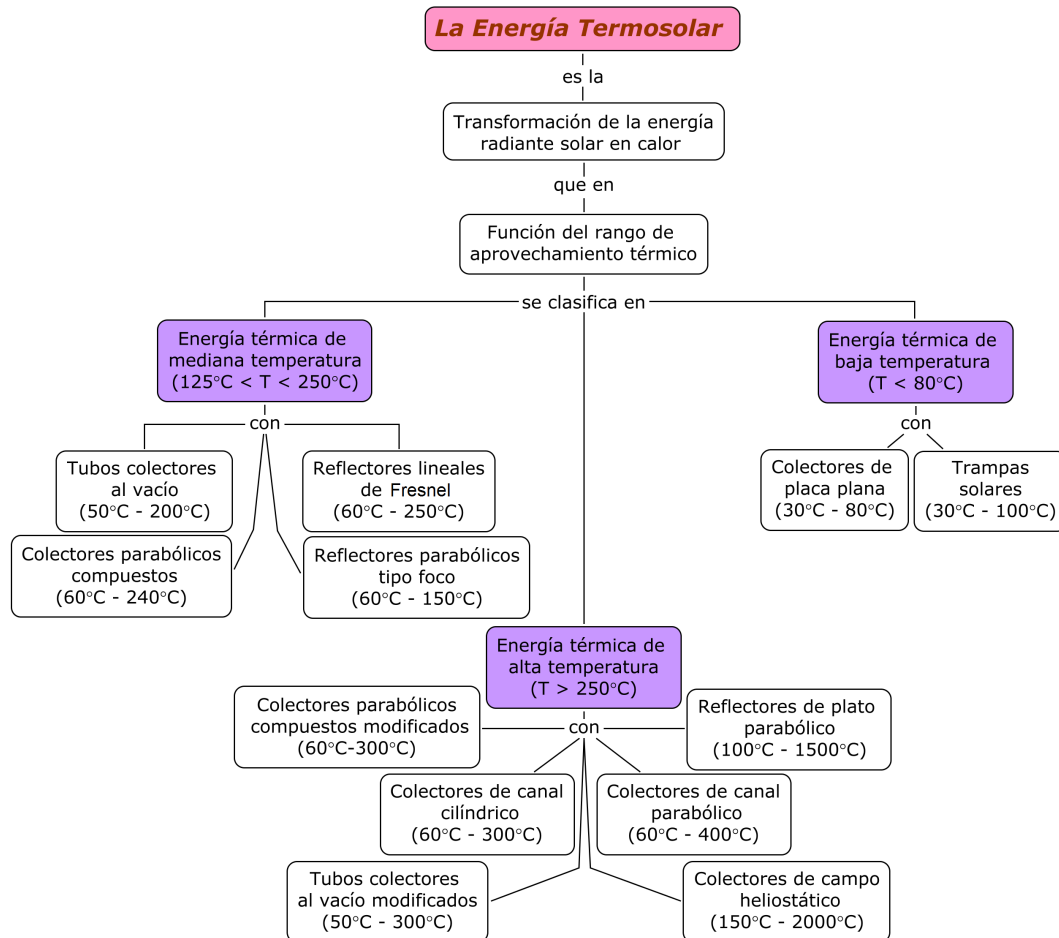 La Energía Termosolar
es la
Transformación de la energía
radiante solar en calor
que en
Función del rango de
aprovechamiento térmico
se clasifica en
Energía térmica de
mediana temperatura
(125°C < T < 250°C)
con
Tubos colectores
al vacío
(50°C - 200°C)
Reflectores lineales
de Fresnel
(60°C - 250°C)
Colectores parabólicos
compuestos
(60°C - 240°C)
Reflectores parabólicos
tipo foco
(60°C - 150°C)
Energía térmica de
baja temperatura
(T < 80°C)
con
Colectores de
placa plana
(30°C - 80°C)
Trampas
solares
(30°C - 100°C)
Energía térmica de
alta temperatura
(T > 250°C)
con
Colectores parabólicos
compuestos modificados
(60°C-300°C)
Reflectores de plato
parabólico
(100°C - 1500°C)
Colectores de canal
cilíndrico
(60°C - 300°C)
Colectores de canal
parabólico
(60°C - 400°C)
Tubos colectores
al vacío modificados
(50°C - 300°C)
Colectores de campo
heliostático
(150°C - 2000°C)